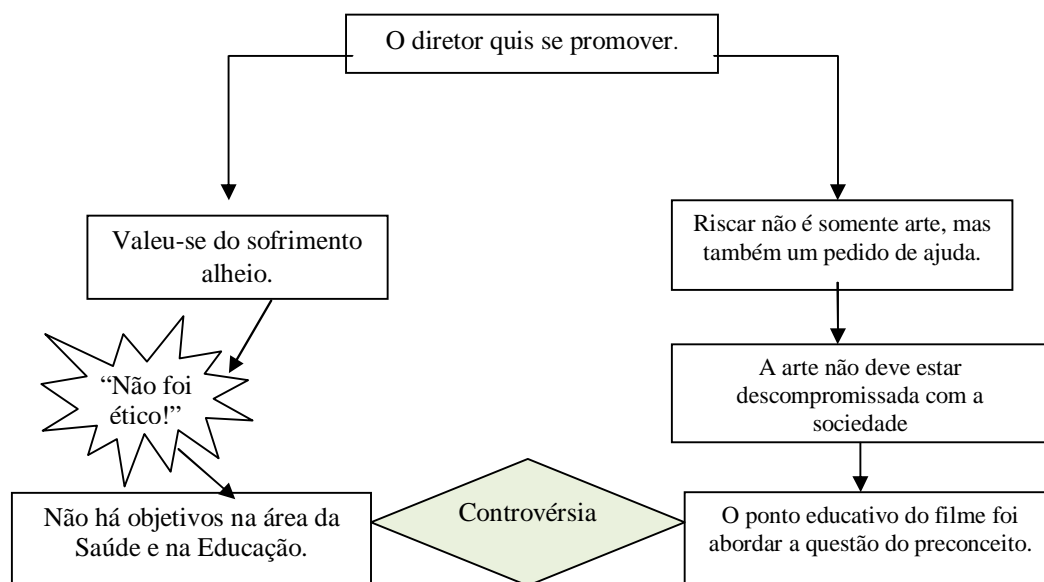 O diretor quis se promover.
Valeu-se do sofrimento
alheio.
Riscar não é somente arte, mas
também um pedido de ajuda.
“Não foi
ético!”
A arte não deve estar
descompromissada com a
sociedade
Não há objetivos na área da
Saúde e na Educação.
Controvérsia
O ponto educativo do filme foi
abordar a questão do preconceito.